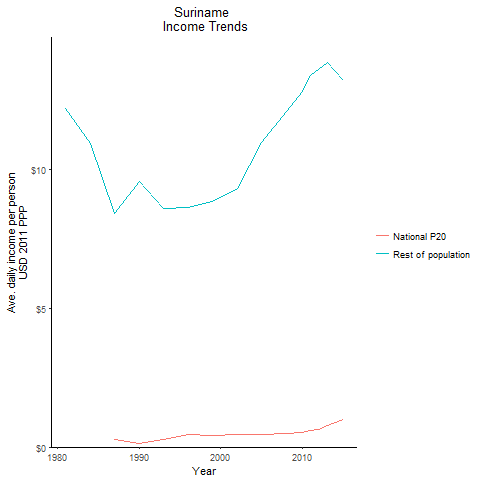 Suriname
Income Trends
Ave. daily income per person
USD 2011 PPP
$10
$5
$0
1980
1990
2000
2010
Year
National P20
Rest of population